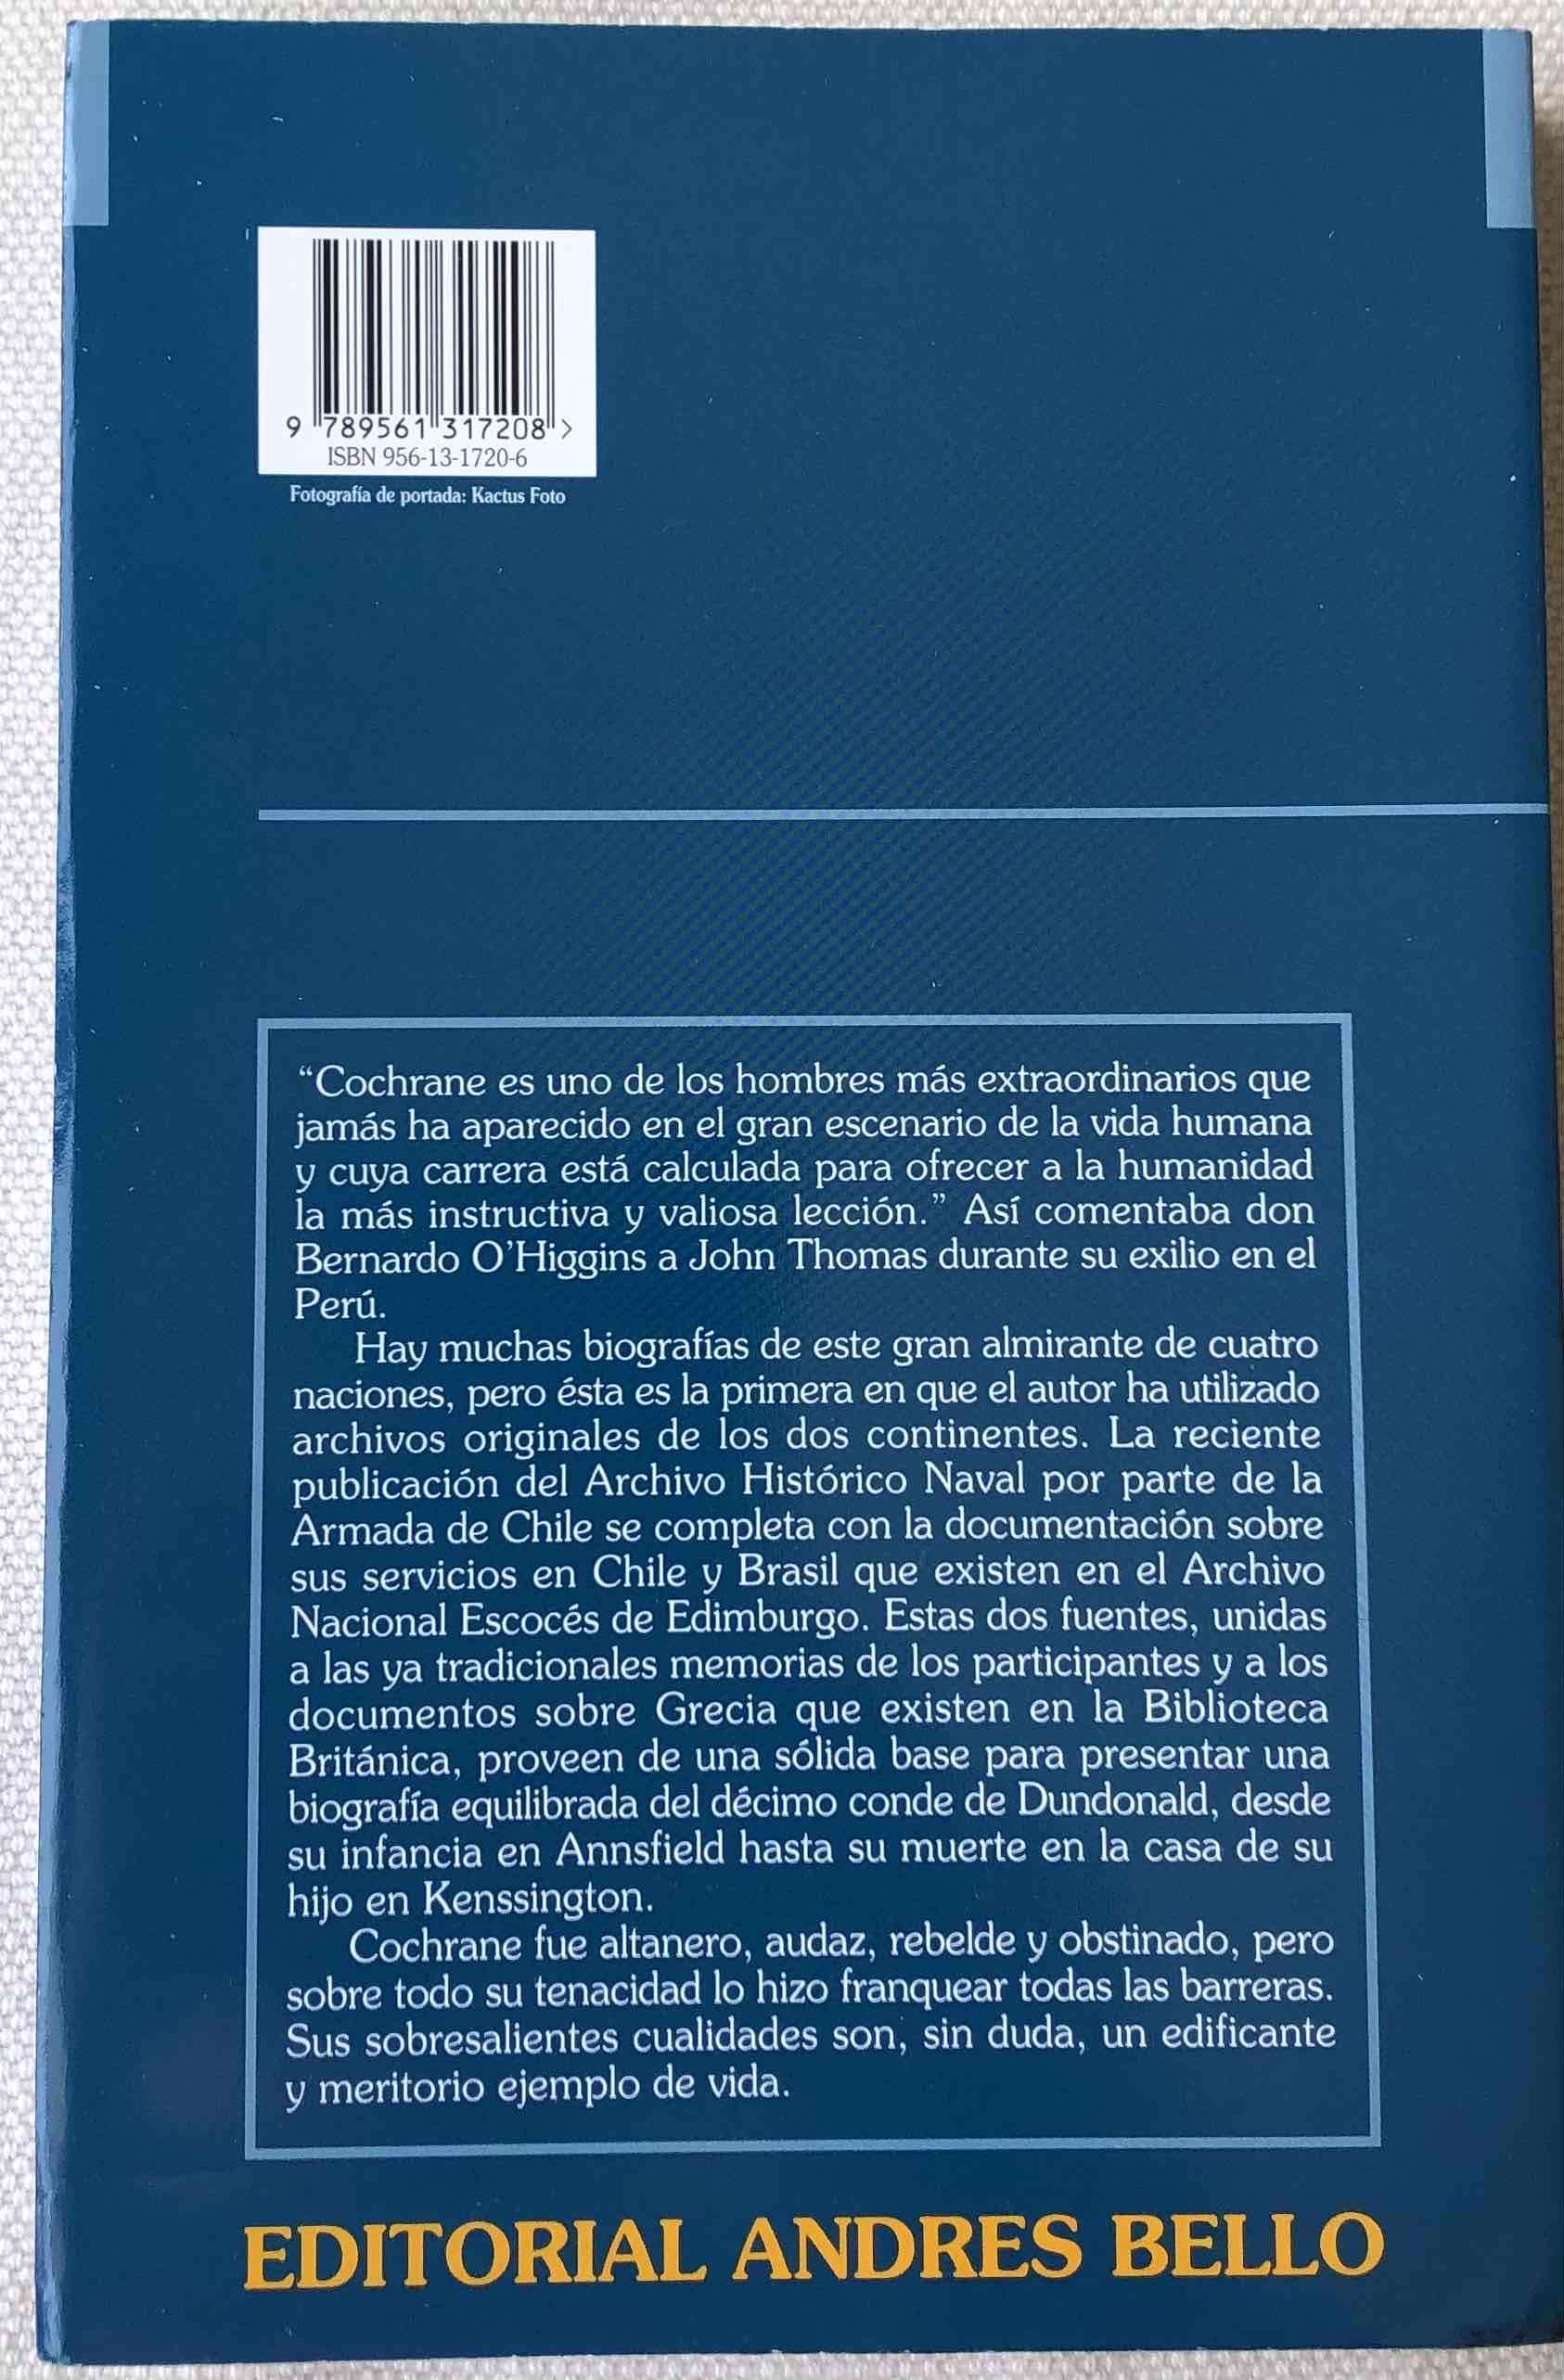 9 789561 317208 >
ISBN 956-13-1720-6
Fotografía de portada: Kactus Foto
“Cochrane es uno de los hombres más extraordinarios que
jamás ha aparecido en el gran escenario de la vida humana
y cuya carrera está calculada para ofrecer a la humanidad
la más instructiva y valiosa lección.” Así comentaba don
Bernardo O’Higgins a John Thomas durante su exilio en el
Perú.
Hay muchas biografías de este gran almirante de cuatro
naciones, pero ésta es la primera en que el autor ha utilizado
archivos originales de los dos continentes. La reciente
publicación del Archivo Histórico Naval por parte de la
Armada de Chile se completa con la documentación sobre
sus servicios en Chile y Brasil que existen en el Archivo
Nacional Escocés de Edimburgo. Estas dos fuentes, unidas
a las ya tradicionales memorias de los participantes y a los
documentos sobre Grecia que existen en la Biblioteca
Británica, proveen de una sólida base para presentar una
biografía equilibrada del décimo conde de Dundonald, desde
su infancia en Annsfield hasta su muerte en la casa de su
hijo en Kenssington.
Cochrane fue altanero, audaz, rebelde y obstinado, pero
sobre todo su tenacidad lo hizo franquear todas las barreras.
Sus sobresalientes cualidades son, sin duda, un edificante
y meritorio ejemplo de vida.
EDITORIAL ANDRES BELLO